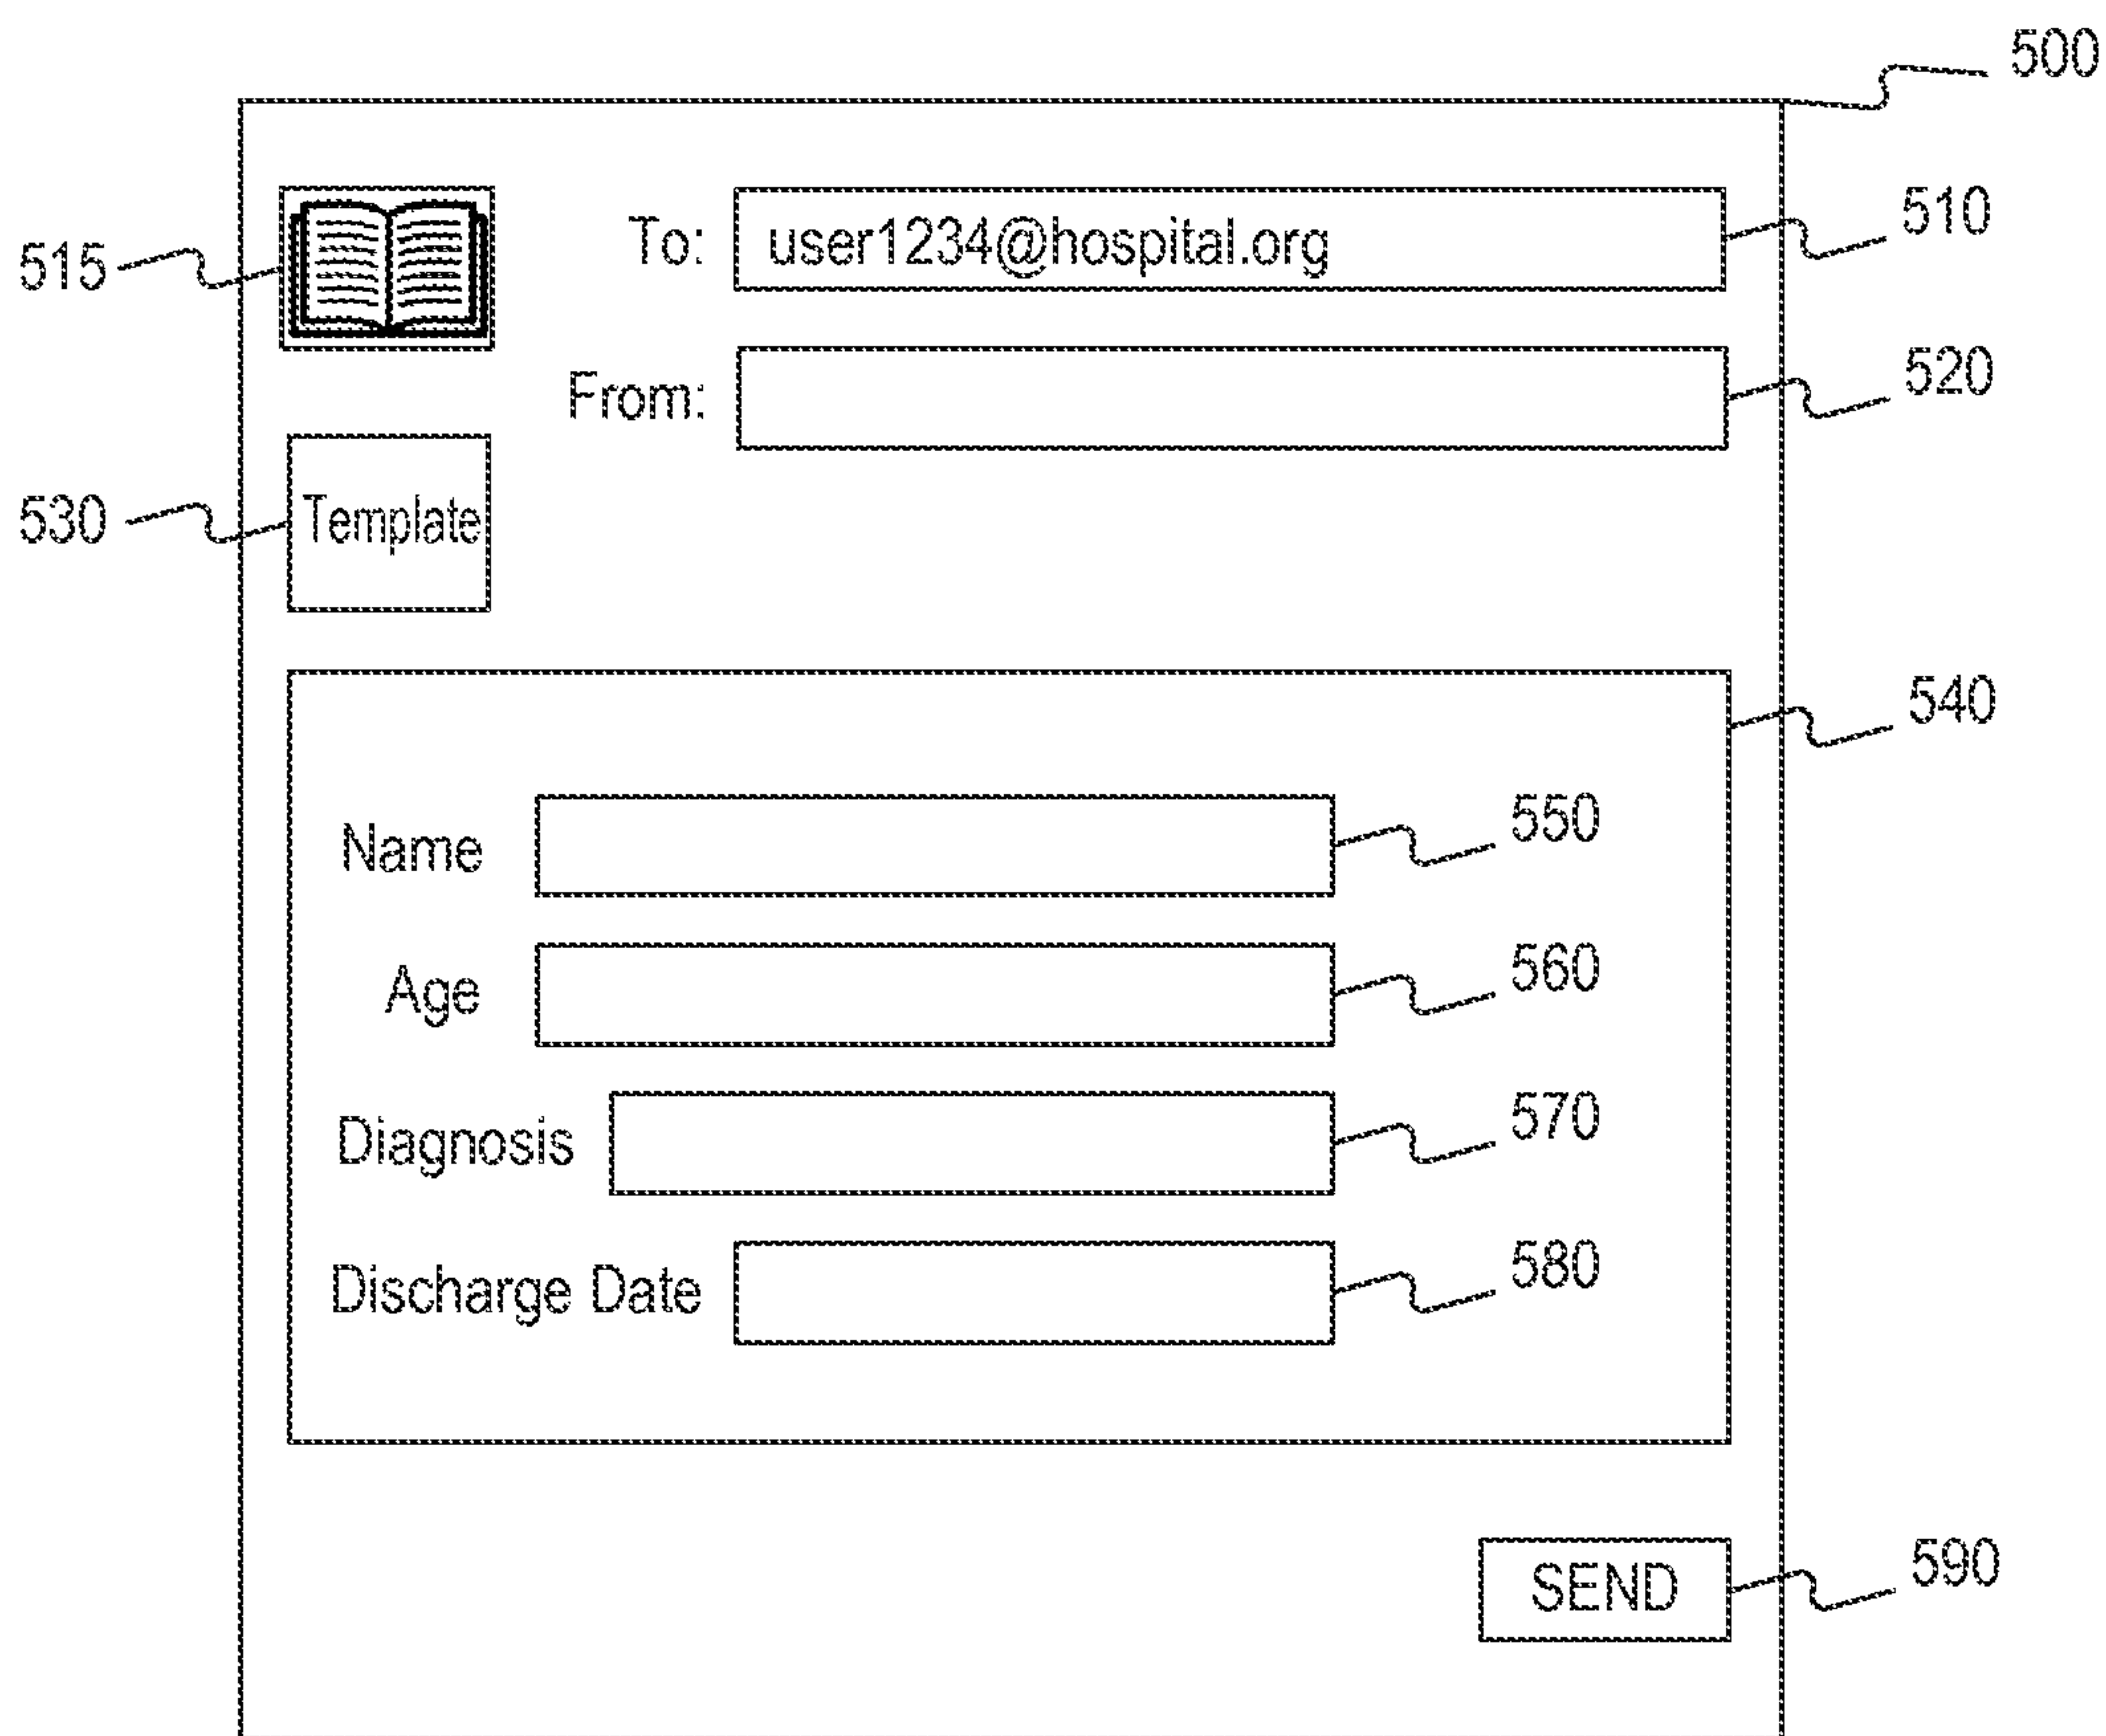 500
To: user1234@hospital.org 510
515
From: 520
530 Template
540
Name 550
Age 560
Diagnosis 570
Discharge Date 580
SEND 590